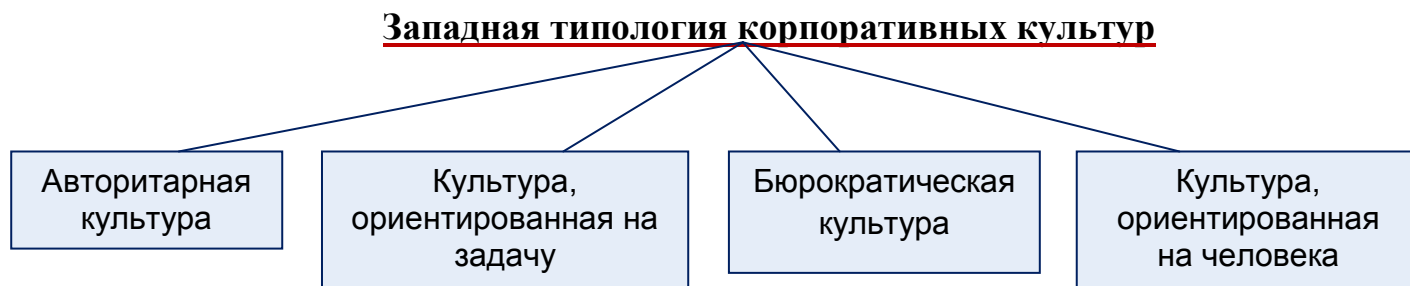 Западная типология корпоративных культур
Авторитарная
культура
Культура,
ориентированная на
задачу
Бюрократическая
культура
Культура,
ориентированная
на человека